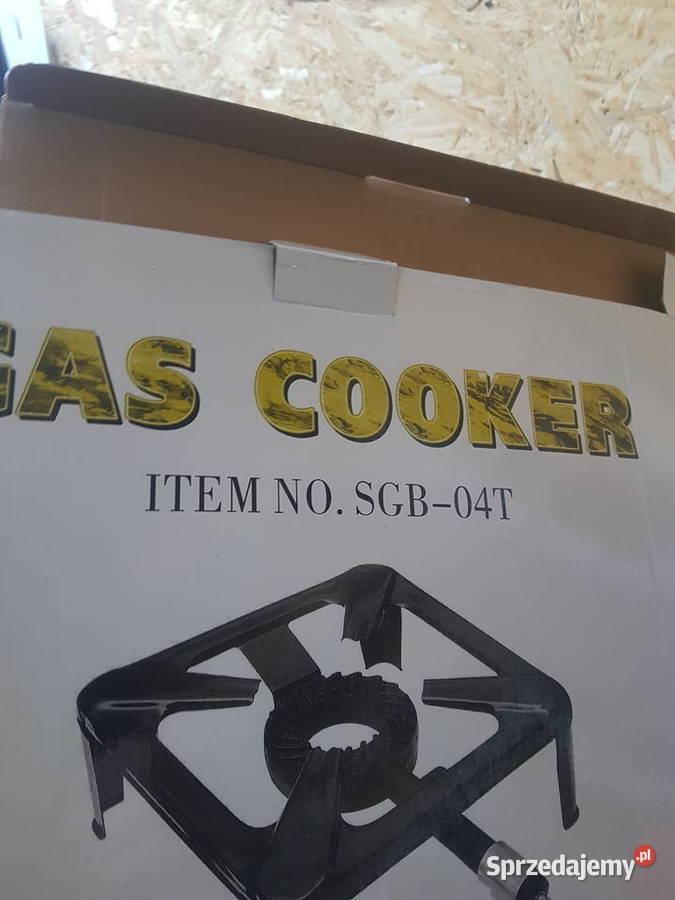 GAS COOKER
ITEM NO. SGB-04T
Sprzedajemy.pl